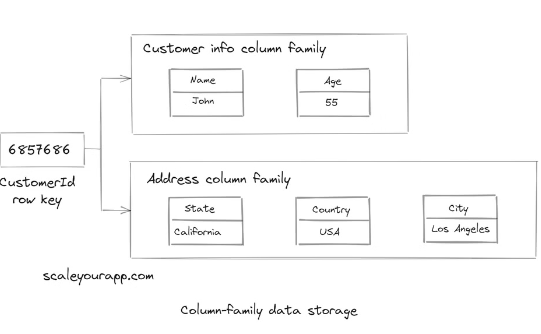 Customer info column family
Name
John
Age
55
6857686
CustomerId
row key
Address column family
State
California
Country
USA
City
Los Angeles
scaleyourapp.com
Column-family data storage